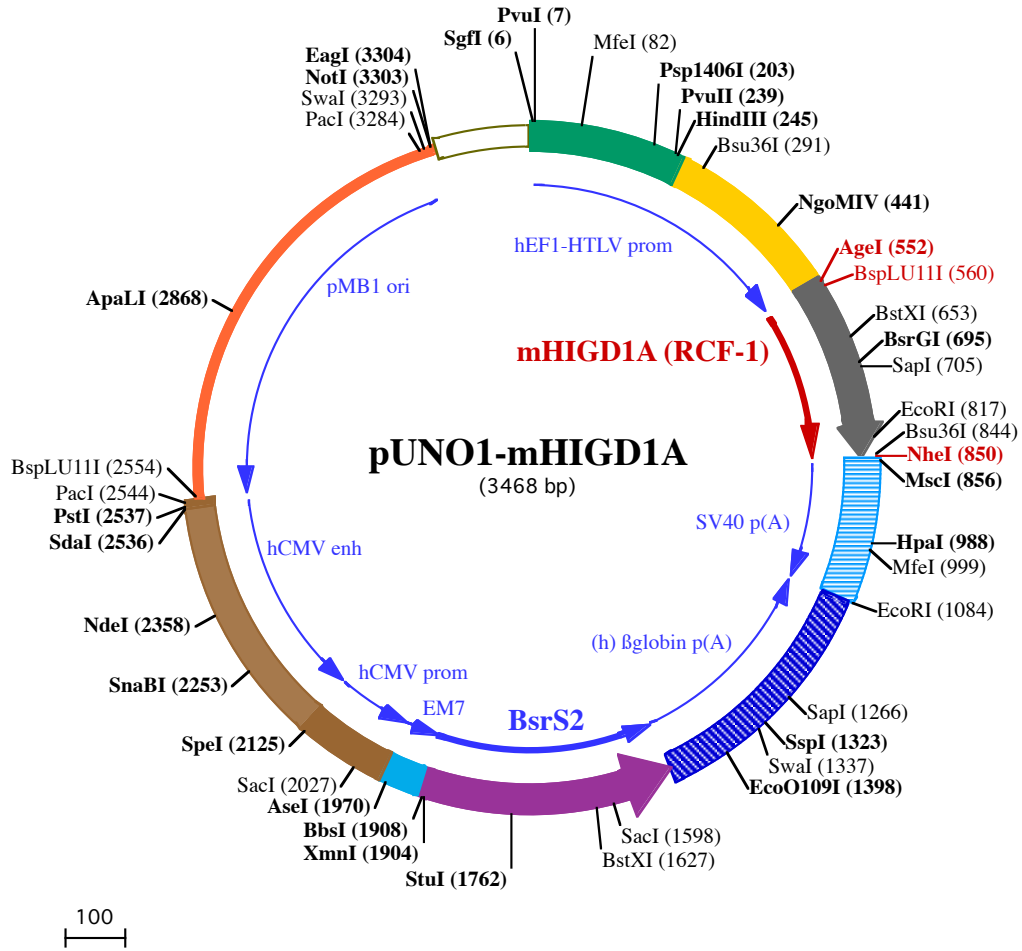 PvuI (7)
SgfI (6)
MfeI (82)
EagI (3304)
NotI (3303)
SwaI (3293)
PacI (3284)
Psp1406I (203)
PvuII (239)
HindIII (245)
Bsu36I (291)
NgoMIV (441)
hEF1-HTLV prom
AgeI (552)
BspLU11I (560)
pMB1 ori
ApaLI (2868)
BstXI (653)
BsrGI (695)
SapI (705)
mHIGD1A (RCF-1)
EcoRI (817)
Bsu36I (844)
NheI (850)
MscI (856)
pUNO1-mHIGD1A
(3468 bp)
BspLU11I (2554)
PacI (2544)
PstI (2537)
SdaI (2536)
SV40 p(A)
hCMV enh
HpaI (988)
MfeI (999)
EcoRI (1084)
NdeI (2358)
(h) ßglobin p(A)
SnaBI (2253)
hCMV prom
EM7
BsrS2
SapI (1266)
SspI (1323)
SwaI (1337)
EcoO109I (1398)
SpeI (2125)
SacI (2027)
AseI (1970)
BbsI (1908)
XmnI (1904)
SacI (1598)
BstXI (1627)
StuI (1762)
100